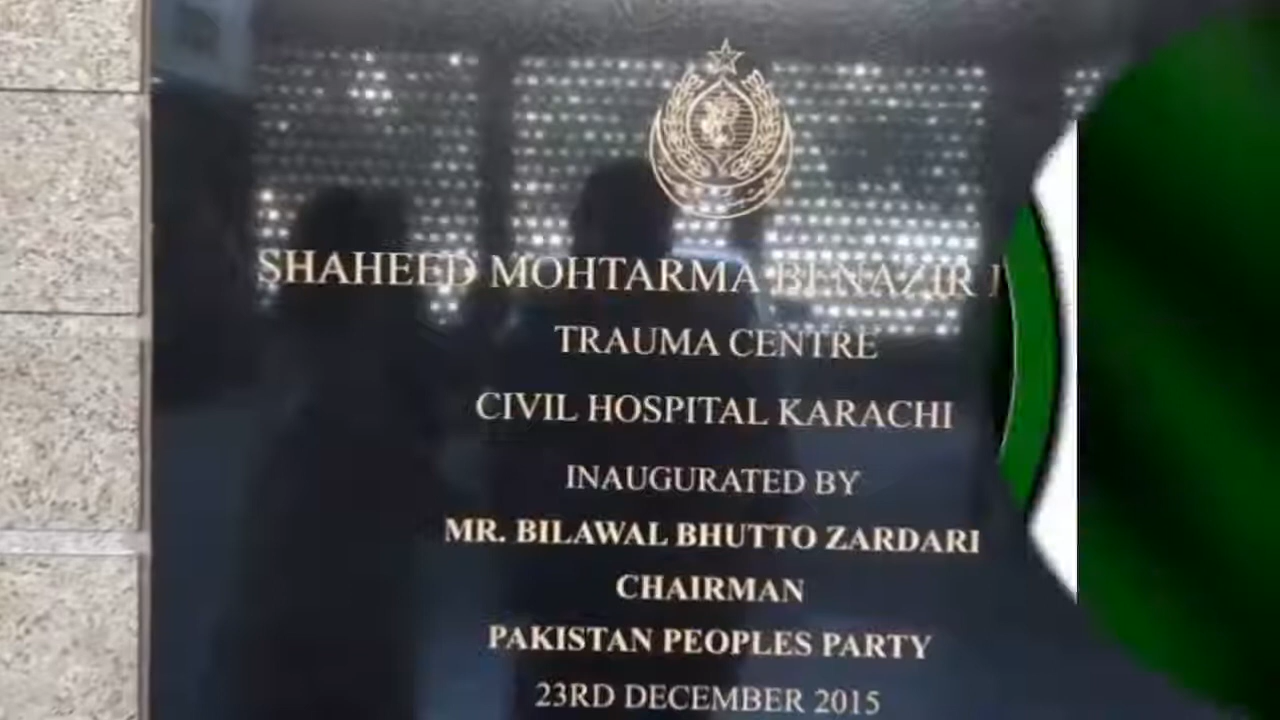 SHAHEED MOHTARMA BENAZIR
TRAUMA CENTRE
CIVIL HOSPITAL KARACHI
INAUGURATED BY
MR. BILAWAL BHUTTO ZARDARI
CHAIRMAN
PAKISTAN PEOPLES PARTY
23RD DECEMBER 2015